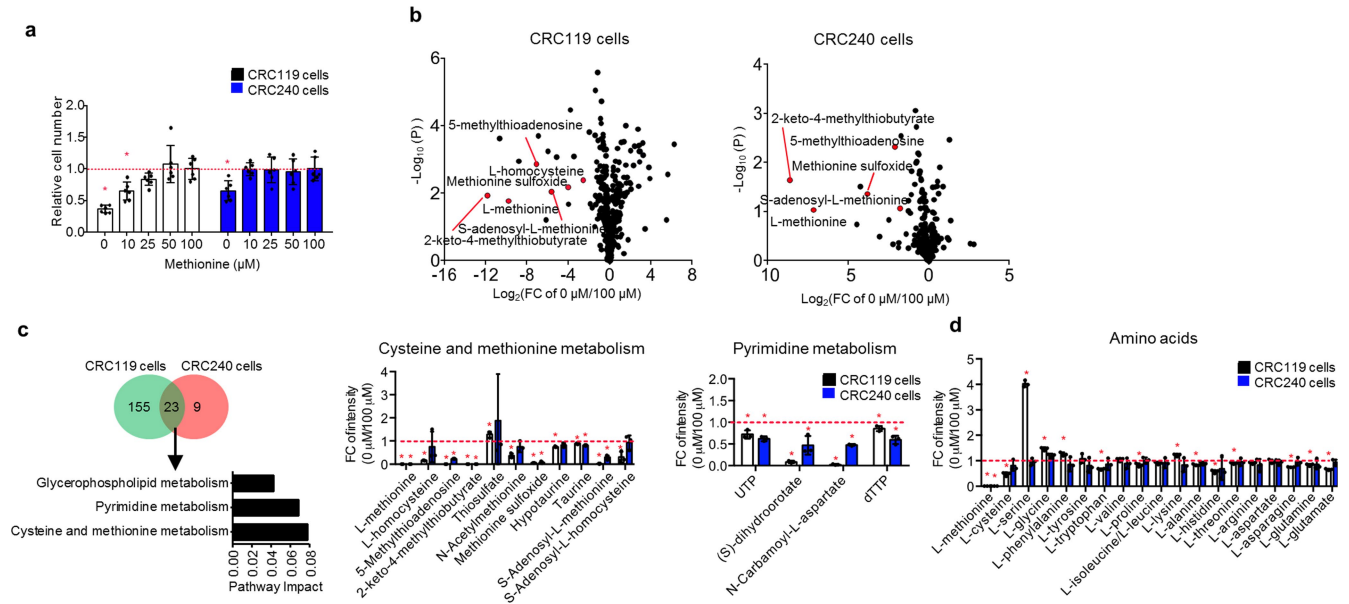 a
CRC119 cells
CRC240 cells
Relative cell number
2.0
1.5
1.0
0.5
0.0
*
*
*
0
10
25
50
100
0
10
25
50
100
Methionine (µM)
b
CRC119 cells
-Log10 (P) )
6
4
2
0
5-methylthioadenosine
L-homocysteine
Methionine sulfoxide
L-methionine
S-adenosyl-L-methionine
2-keto-4-methylthiobutyrate
-16
-12
-8
-4
0
4
8
Log2(FC of 0 µM/100 µM)
CRC240 cells
-Log10 (P) )
4
3
2
1
0
2-keto-4-methylthiobutyrate
5-methylthioadenosine
Methionine sulfoxide
S-adenosyl-L-methionine
L-methionine
10
5
0
5
Log2(FC of 0 µM/100 µM)
c
CRC119 cells
CRC240 cells
155
23
9
Glycerophospholipid metabolism
Pyrimidine metabolism
Cysteine and methionine metabolism
0.00
0.02
0.04
0.06
0.08
Pathway Impact
Cysteine and methionine metabolism
FC of intensity
(0 µM/100 µM)
4
3
2
1
0
L-methionine
L-homocysteine
5-Methylthioadenosine
2-keto-4-methylthiobutyrate
Thiosulfate
N-Acetylmethionine
Methionine sulfoxide
Hypotaurine
Taurine
S-Adenosyl-L-methionine
S-Adenosyl-L-homocysteine
Pyrimidine metabolism
CRC119 cells
CRC240 cells
FC of intensity
(0 µM/100 µM)
2.0
1.5
1.0
0.5
0.0
UTP
(S)-dihydroorotate
N-Carbamoyl-L-aspartate
dTTP
d
Amino acids
CRC119 cells
CRC240 cells
FC of intensity
(0 µM/100 µM)
5
4
3
2
1
0
L-methionine
L-cysteine
L-serine
L-glycine
L-phenylalanine
L-tyrosine
L-tryptophan
L-valine
L-proline
L-isoleucine/L-leucine
L-lysine
L-alanine
L-histidine
L-threonine
L-arginine
L-aspartate
L-asparagine
L-glutamine
L-glutamate